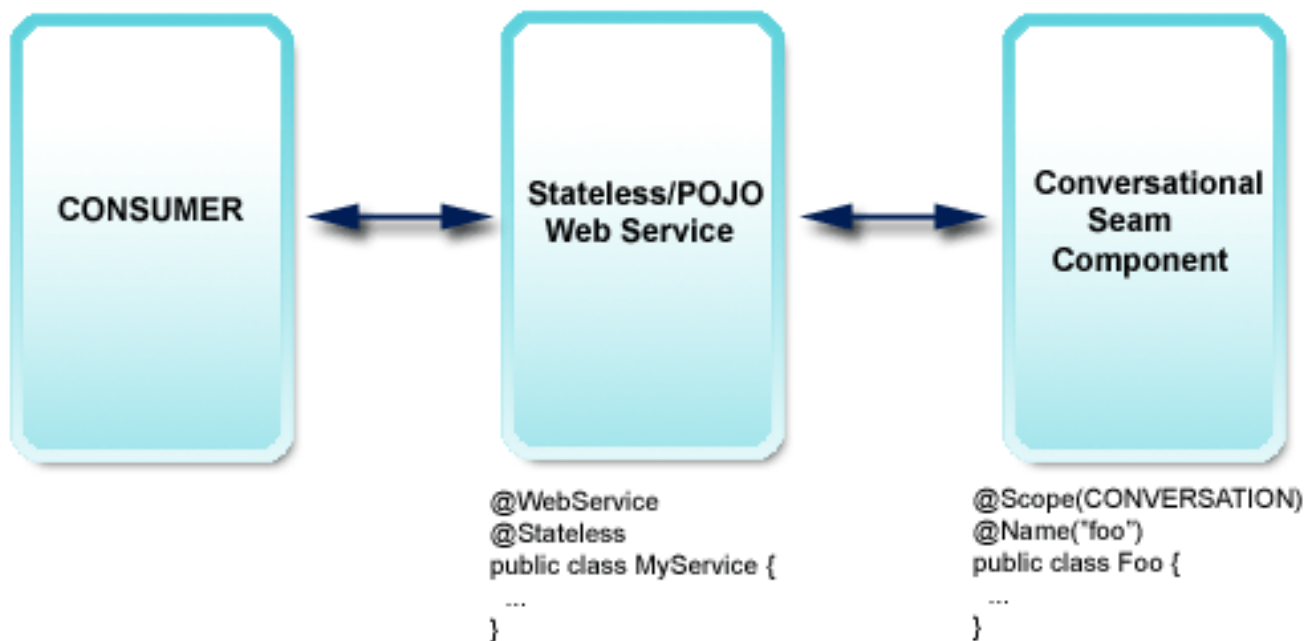 CONSUMER
Stateless/POJO
Web Service
Conversational
Seam
Component
@WebService
@Stateless
public class MyService {
...
}
@Scope(CONVERSATION)
@Name("foo")
public class Foo {
...
}